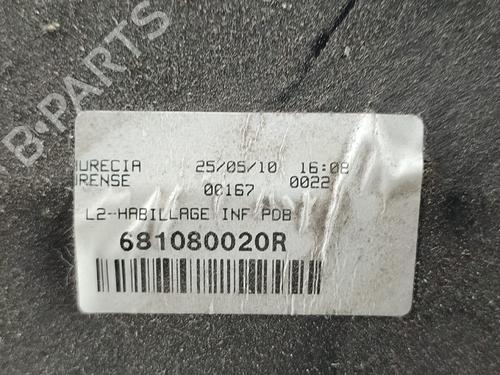 B-PARTS
URECIA 25/05/10 16:08
RENSE 00167 0022
L2-HABILLAGE INF PDB
681080020R